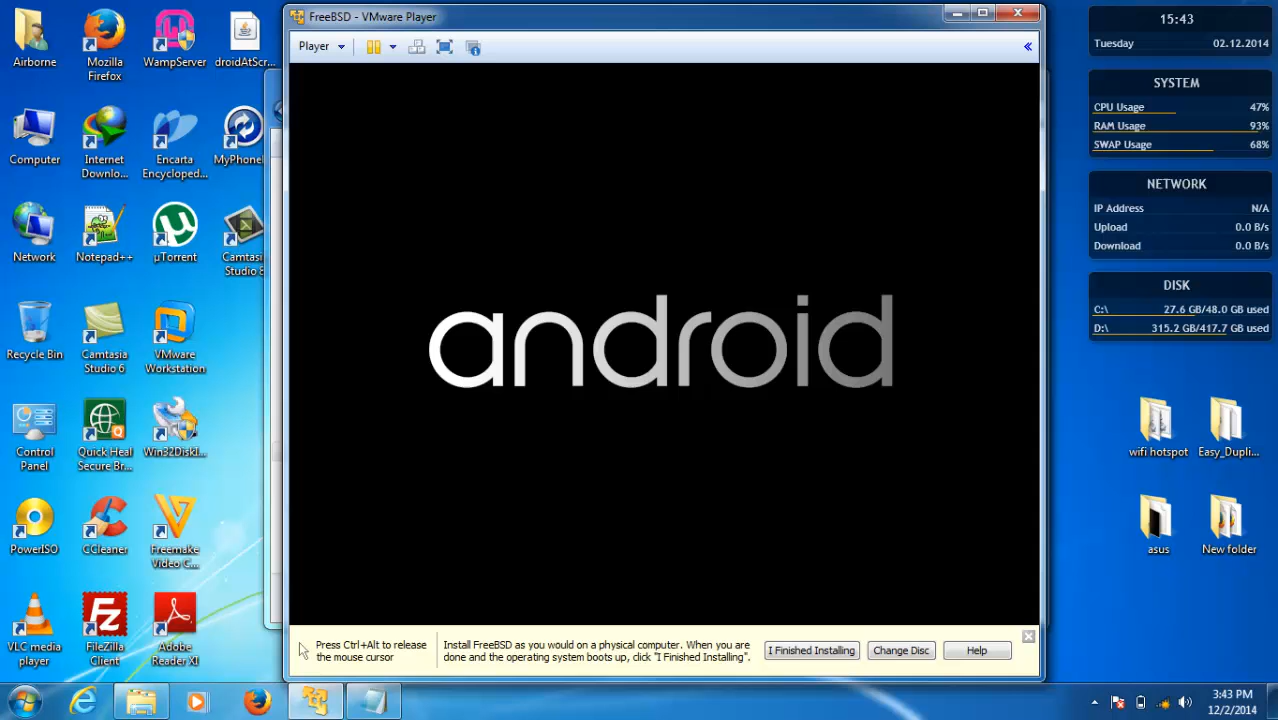 FreeBSD - VMware Player
Player
android
Press Ctrl+Alt to release
the mouse cursor
Install FreeBSD as you would on a physical computer. When you are
done and the operating system boots up, click "I Finished Installing".
I Finished Installing
Change Disc
Help
Airborne
Mozilla
Firefox
WampServer
droidAtScr...
Computer
Internet
Downlo...
Encarta
Encycloped...
MyPhone
Network
Notepad++
µTorrent
Camtasia
Studio 8
Recycle Bin
Camtasia
Studio 6
VMware
Workstation
Control
Panel
Quick Heal
Secure Br...
Win32DiskI...
PowerISO
CCleaner
Freemake
Video C...
VLC media
player
FileZilla
Client
Adobe
Reader XI
15:43
Tuesday
02.12.2014
SYSTEM
CPU Usage 47%
RAM Usage 93%
SWAP Usage 68%
NETWORK
IP Address N/A
Upload 0.0 B/s
Download 0.0 B/s
DISK
C:\ 27.6 GB/48.0 GB used
D:\ 315.2 GB/417.7 GB used
wifi hotspot
Easy_Dupli...
asus
New folder
3:43 PM
12/2/2014